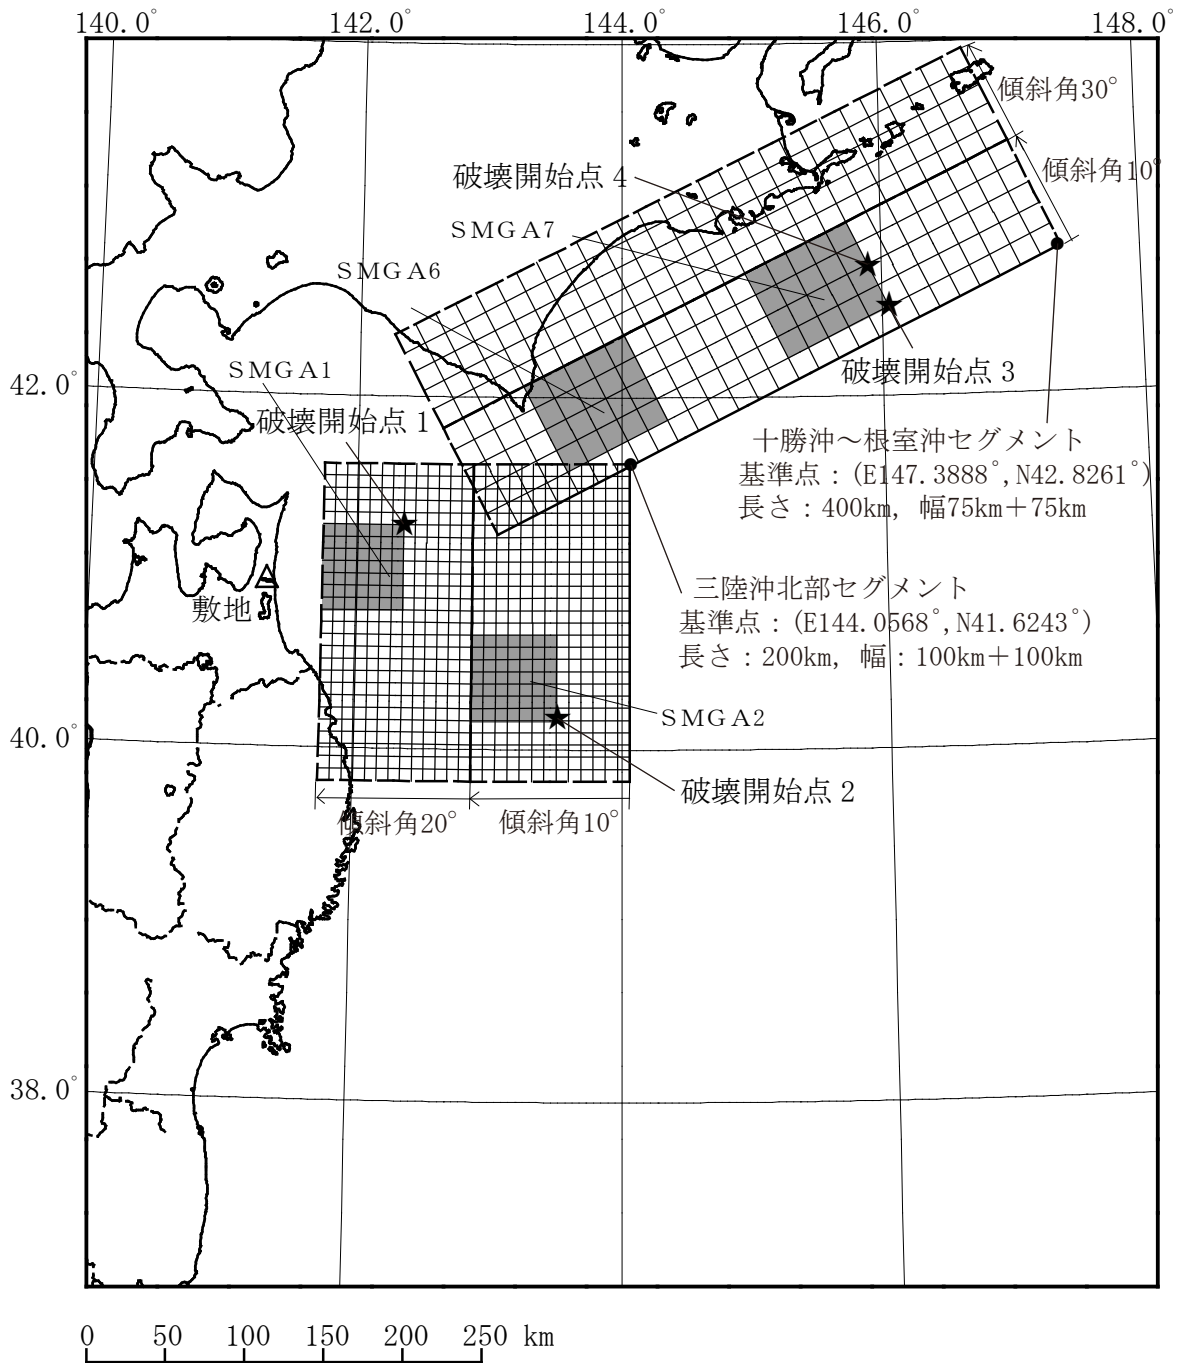 140.0° 142.0° 144.0° 146.0° 148.0°
傾斜角30°
破壊開始点４
傾斜角10°
ＳＭＧＡ７
ＳＭＧＡ６
ＳＭＧＡ１
破壊開始点３
42.0°
破壊開始点１
十勝沖～根室沖セグメント
基準点：(E147.3888°,N42.8261°)
長さ：400km, 幅75km＋75km
三陸沖北部セグメント
敷地
基準点：(E144.0568°,N41.6243°)
長さ：200km, 幅：100km＋100km
ＳＭＧＡ２
40.0°
破壊開始点２
傾斜角20° 傾斜角10°
38.0°
0 50 100 150 200 250 km